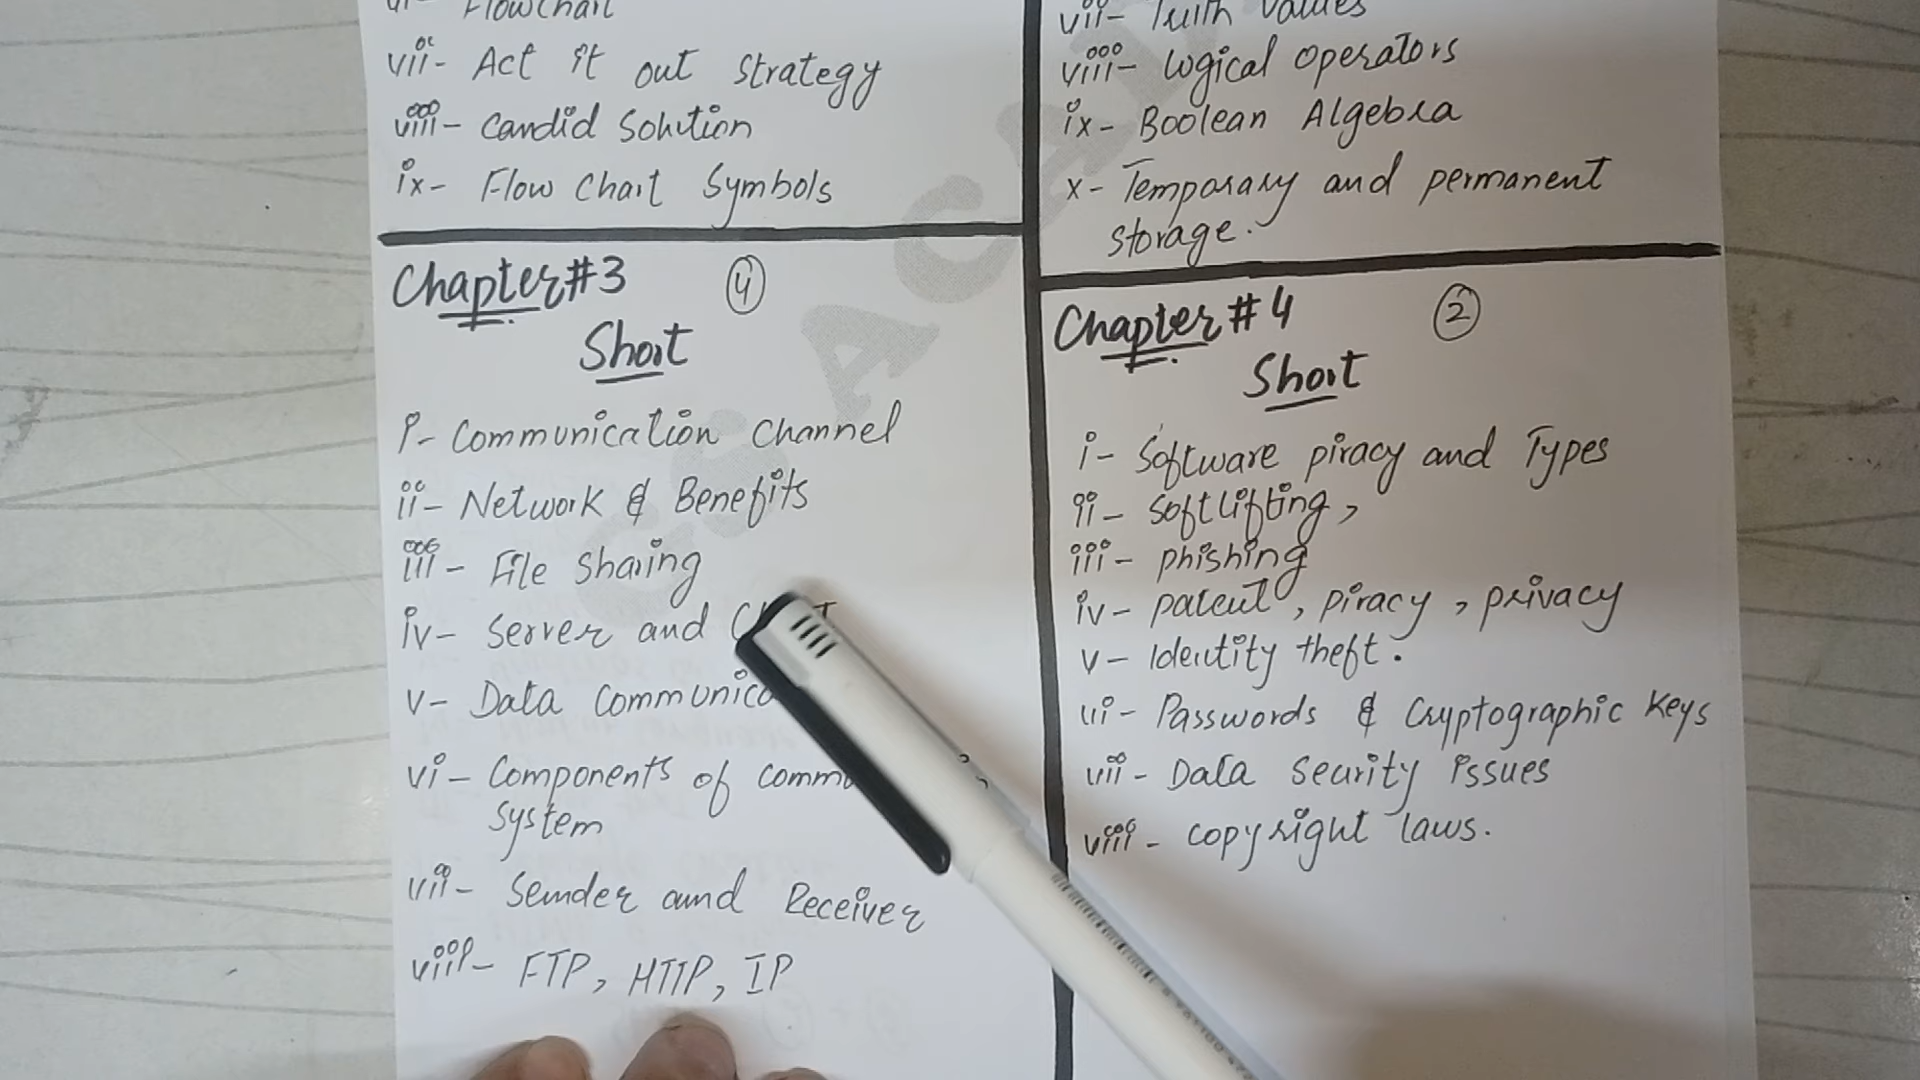 vi- Flowchart
vii- Act it out strategy
viii- Candid Solution
ix- Flow Chart Symbols
vii- Truth Values
viii- Logical operators
ix- Boolean Algebra
x- Temporary and permanent
storage.
Chapter#3 4
Short
i- Communication Channel
ii- Network & Benefits
iii- File Sharing
iv- Server and
v- Data
vi- Components of
System
vii- Sender and Receiver
viii- FTP, HTTP, IP
Chapter#4 2
Short
i- Software piracy and Types
ii- Softlifting,
iii- phishing
iv- patent, piracy, privacy
v- Identity theft.
vi- Passwords & Cryptographic Keys
vii- Data Security issues
viii- copyright laws.